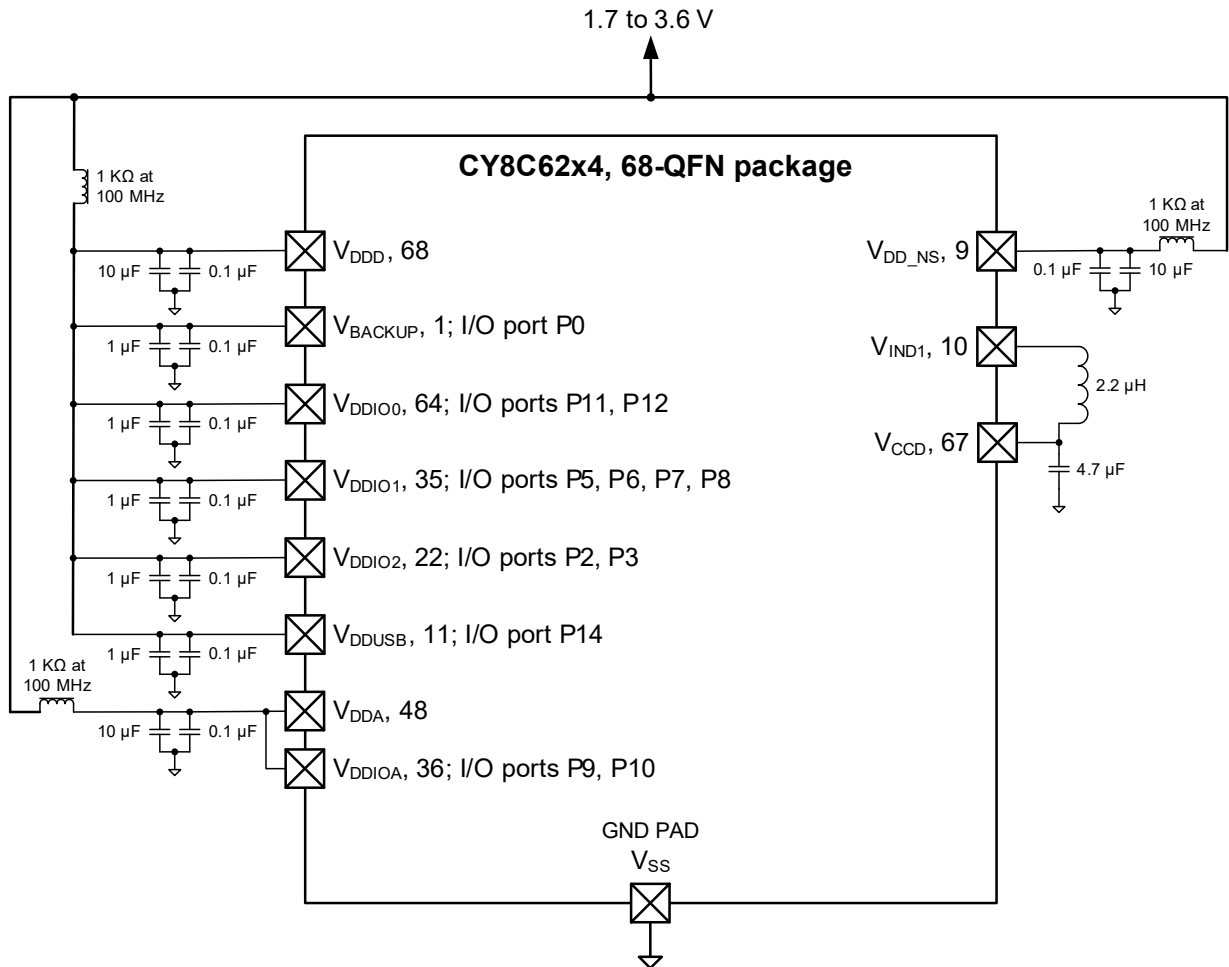 1.7 to 3.6 V
CY8C62x4, 68-QFN package
1 KΩ at
100 MHz
1 KΩ at
100 MHz
VDDD, 68
VDD_NS, 9
10 µF
0.1 µF
0.1 µF
10 µF
VBACKUP, 1; I/O port P0
1 µF
0.1 µF
VIND1, 10
2.2 µH
VDDIO0, 64; I/O ports P11, P12
1 µF
0.1 µF
VCCD, 67
4.7 µF
VDDIO1, 35; I/O ports P5, P6, P7, P8
1 µF
0.1 µF
VDDIO2, 22; I/O ports P2, P3
1 µF
0.1 µF
VDDUSB, 11; I/O port P14
1 µF
0.1 µF
1 KΩ at
100 MHz
VDDA, 48
10 µF
0.1 µF
VDDIOA, 36; I/O ports P9, P10
GND PAD
VSS